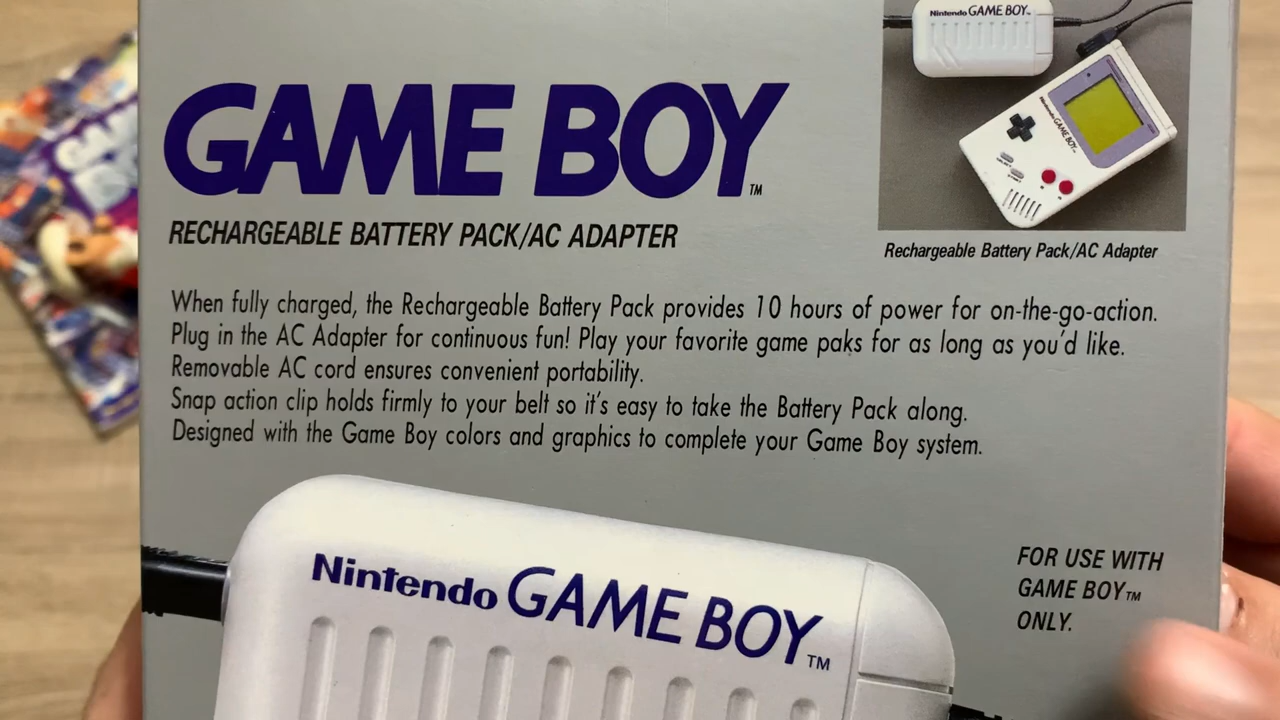 Nintendo GAME BOY™
GAME BOY™
RECHARGEABLE BATTERY PACK/AC ADAPTER
Nintendo GAME BOY™
Rechargeable Battery Pack/AC Adapter
When fully charged, the Rechargeable Battery Pack provides 10 hours of power for on-the-go-action.
Plug in the AC Adapter for continuous fun! Play your favorite game paks for as long as you'd like.
Removable AC cord ensures convenient portability.
Snap action clip holds firmly to your belt so it's easy to take the Battery Pack along.
Designed with the Game Boy colors and graphics to complete your Game Boy system.
Nintendo GAME BOY™
FOR USE WITH
GAME BOY™
ONLY.